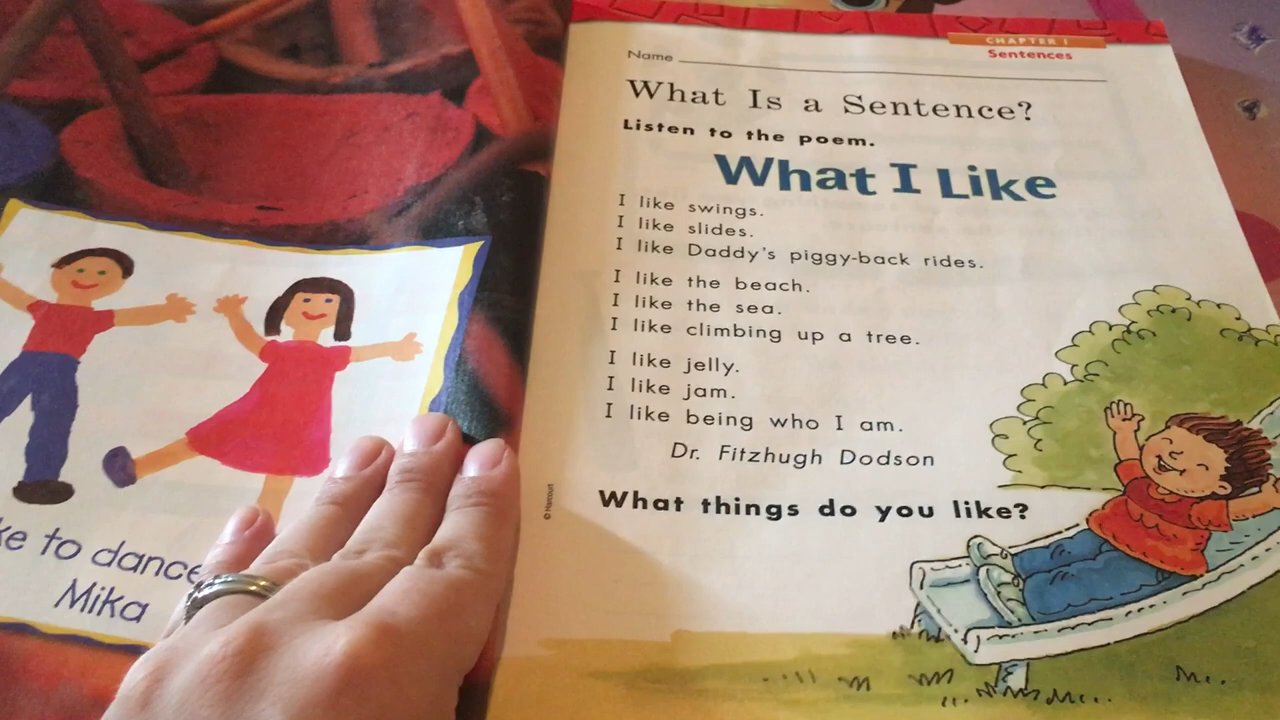 to dance
Mika
CHAPTER 1
Sentences
Name
What Is a Sentence?
Listen to the poem.
What I Like
I like swings.
I like slides.
I like Daddy's piggy-back rides.
I like the beach.
I like the sea.
I like climbing up a tree.
I like jelly.
I like jam.
I like being who I am.
Dr. Fitzhugh Dodson
What things do you like?
© Harcourt